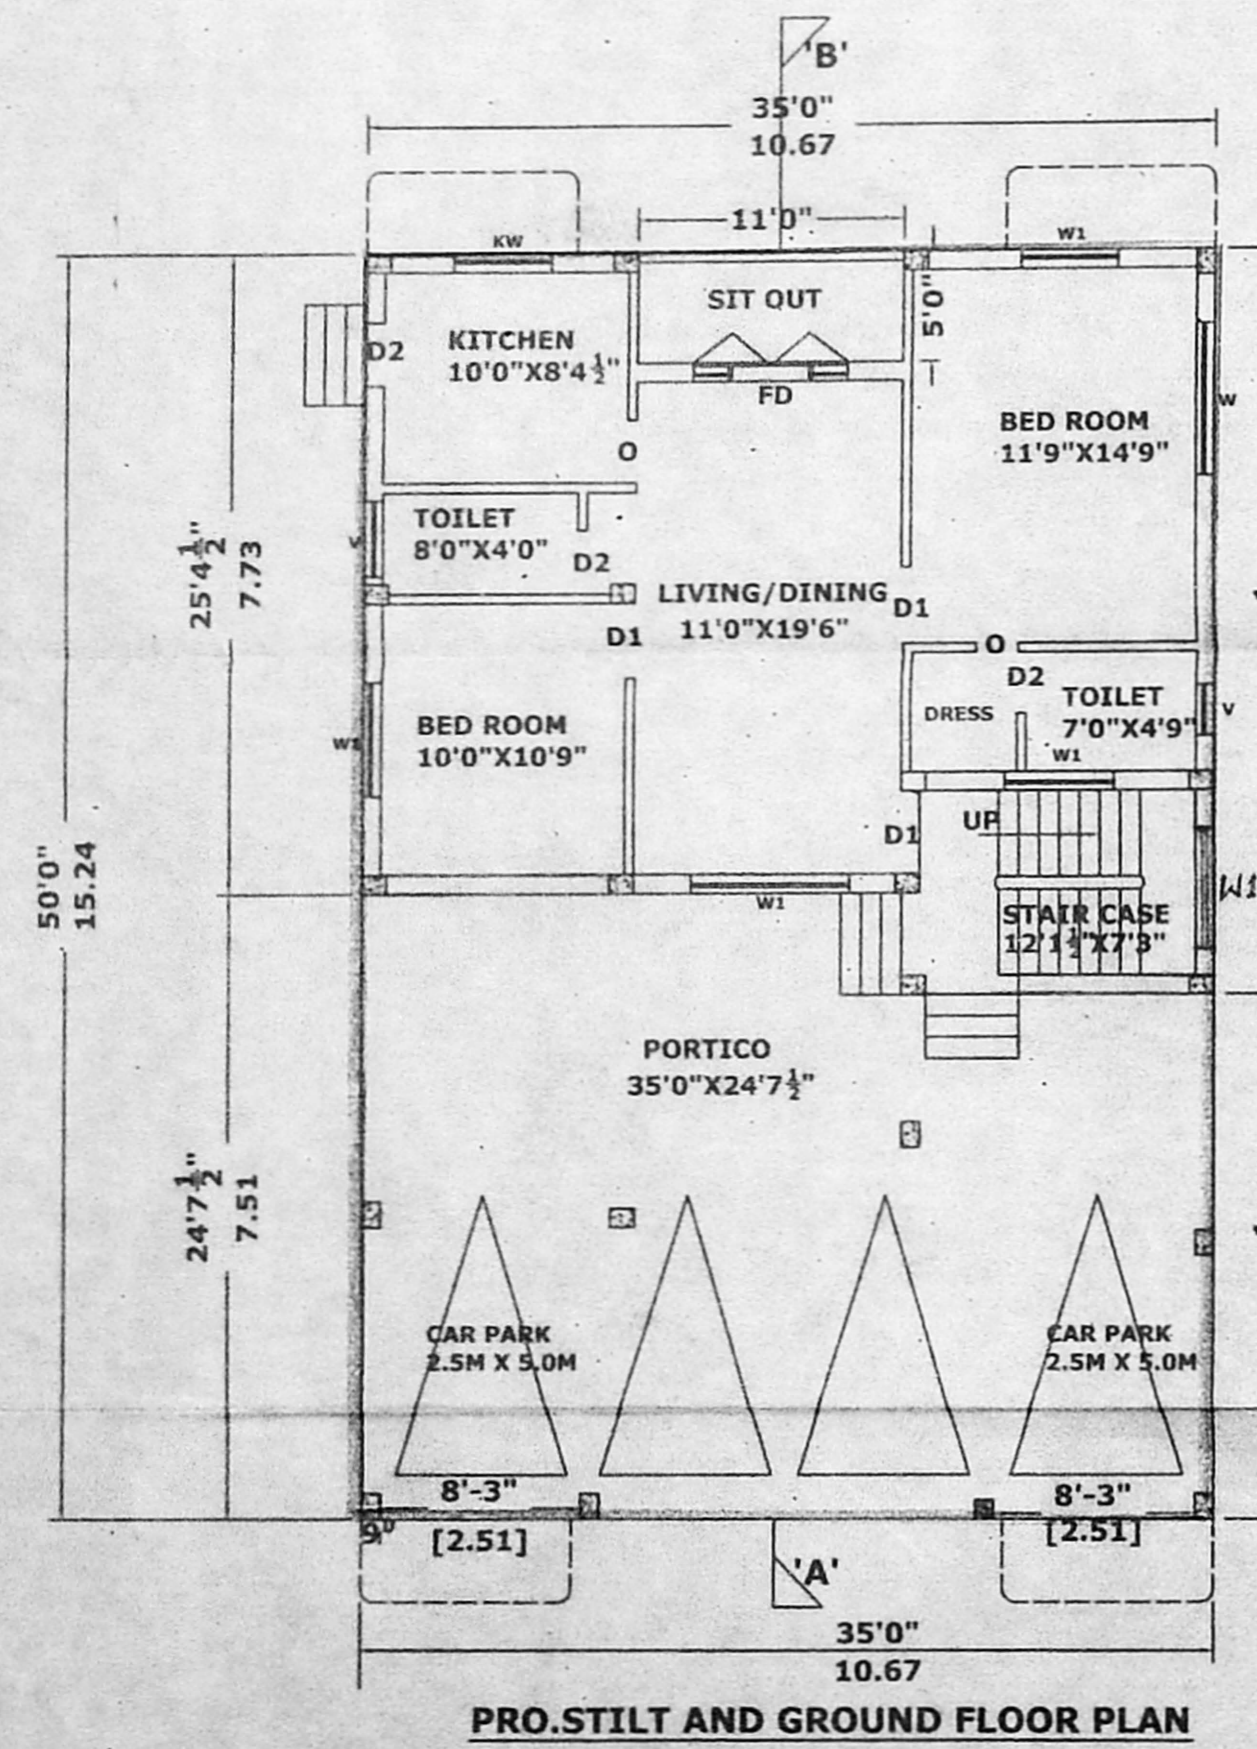 'B'
35'0"
10.67
11'0"
KW
W1
SIT OUT
5'0"
KITCHEN
10'0"X8'4½"
D2
FD
W
BED ROOM
11'9"X14'9"
O
TOILET
8'0"X4'0"
V
D2
25'4½"
7.73
LIVING/DINING
11'0"X19'6"
D1
D1
O
D2
DRESS
TOILET
7'0"X4'9"
V
W1
BED ROOM
10'0"X10'9"
W1
50'0"
15.24
D1
UP
W1
W1
STAIR CASE
12'1½"X7'3"
PORTICO
35'0"X24'7½"
24'7½"
7.51
CAR PARK
2.5M X 5.0M
CAR PARK
2.5M X 5.0M
8'-3"
[2.51]
8'-3"
[2.51]
9"
'A'
35'0"
10.67
PRO.STILT AND GROUND FLOOR PLAN